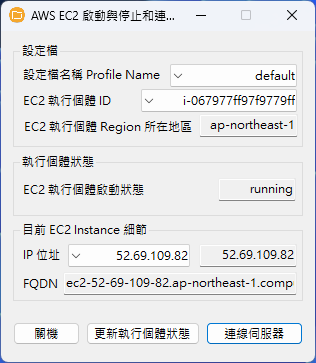 AWS EC2 啟動與停止和連...
設定檔
設定檔名稱 Profile Name default
EC2 執行個體 ID i-067977ff97f9779ff
EC2 執行個體 Region 所在地區 ap-northeast-1
執行個體狀態
EC2 執行個體啟動狀態 running
目前 EC2 Instance 細節
IP 位址 52.69.109.82 52.69.109.82
FQDN ec2-52-69-109-82.ap-northeast-1.comp
關機 更新執行個體狀態 連線伺服器